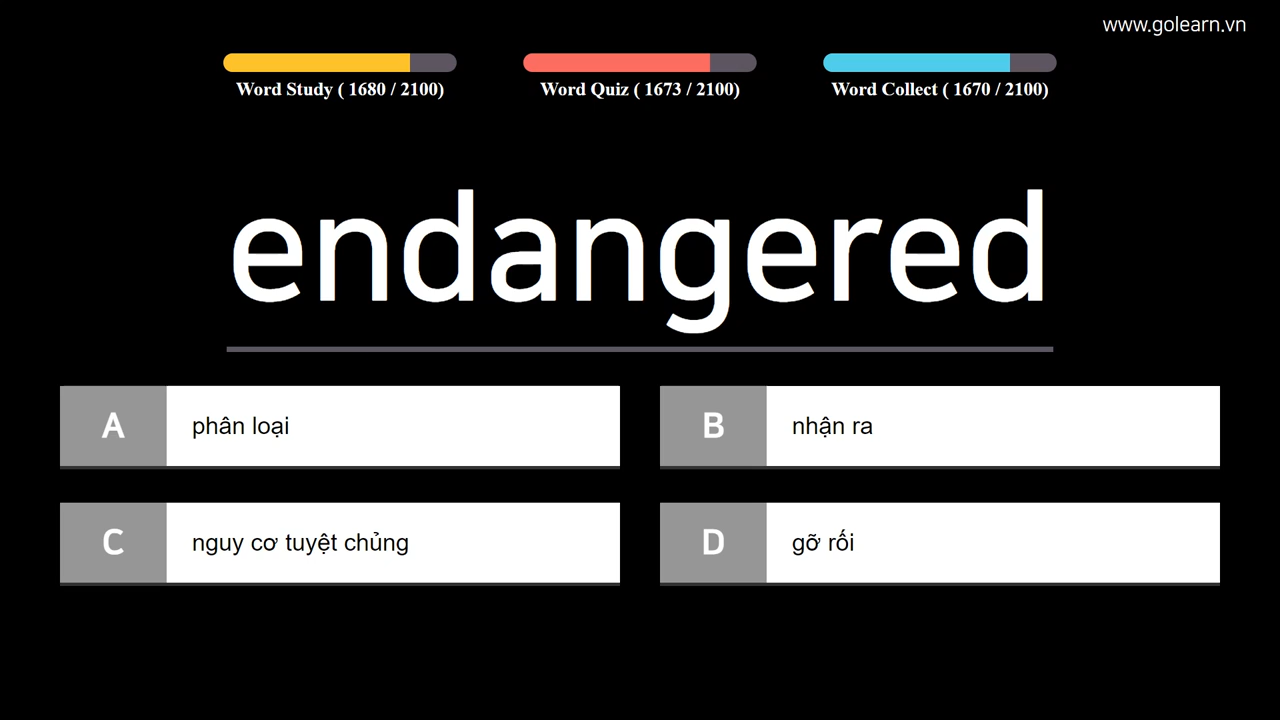 www.golearn.vn
Word Study ( 1680 / 2100)
Word Quiz ( 1673 / 2100)
Word Collect ( 1670 / 2100)
endangered
A phân loại
B nhận ra
C nguy cơ tuyệt chủng
D gỡ rối